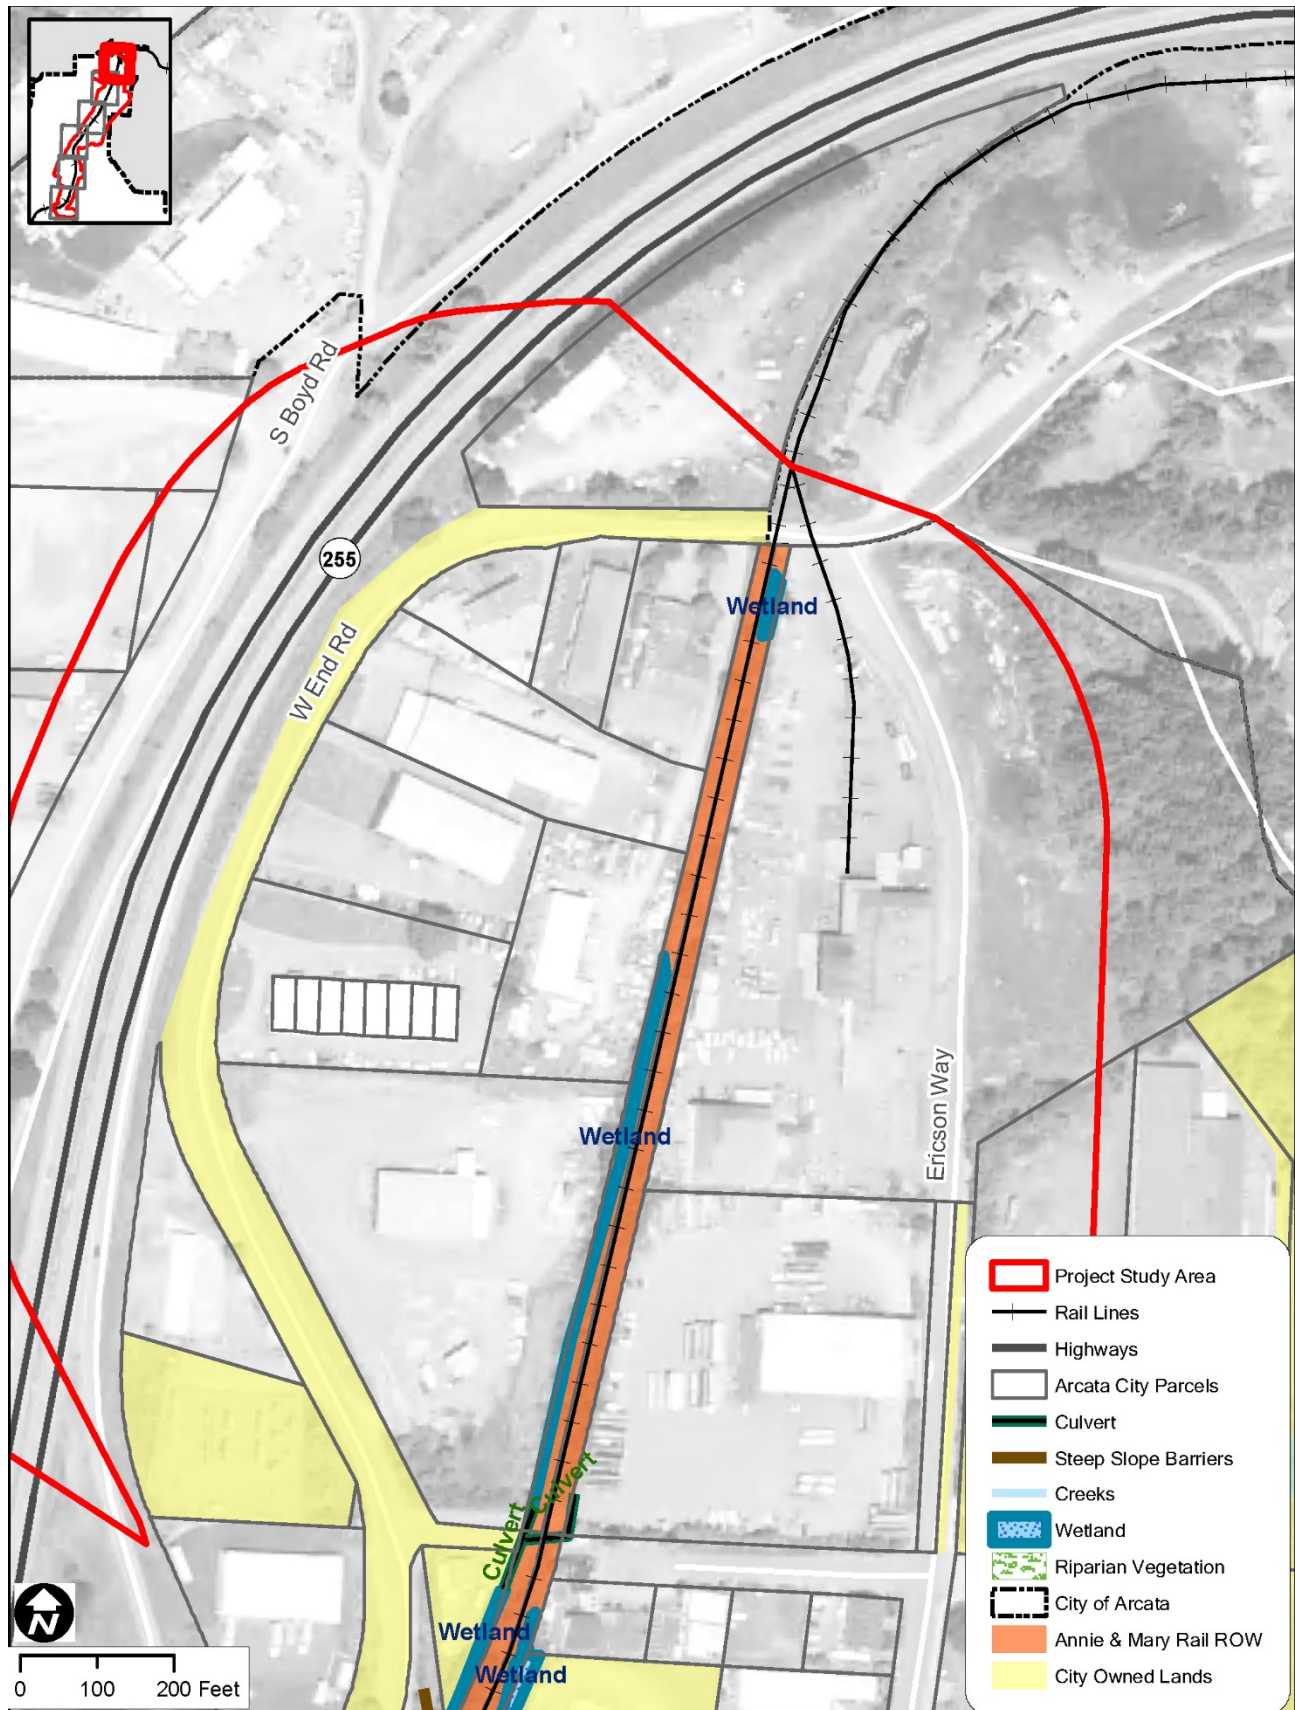 S Boyd Rd
255
W End Rd
Wetland
Wetland
Ericson Way
Culvert
Culvert
Wetland
Wetland
N
0 100 200 Feet
Project Study Area
Rail Lines
Highways
Arcata City Parcels
Culvert
Steep Slope Barriers
Creeks
Wetland
Riparian Vegetation
City of Arcata
Annie & Mary Rail ROW
City Owned Lands